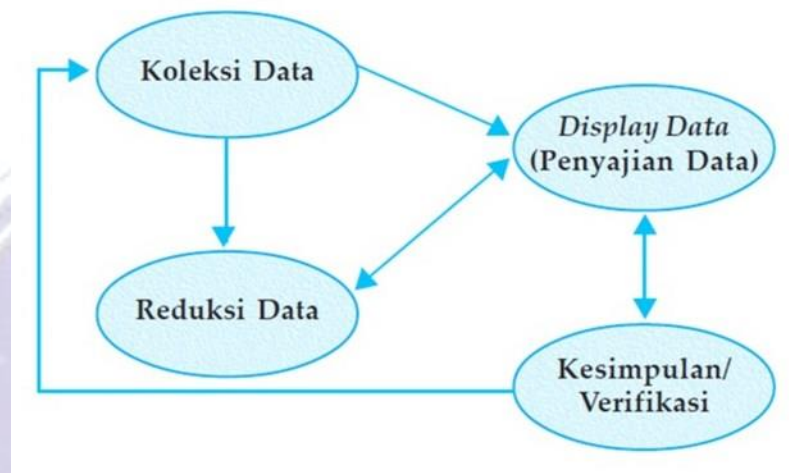 Koleksi Data
Display Data
(Penyajian Data)
Reduksi Data
Kesimpulan/
Verifikasi